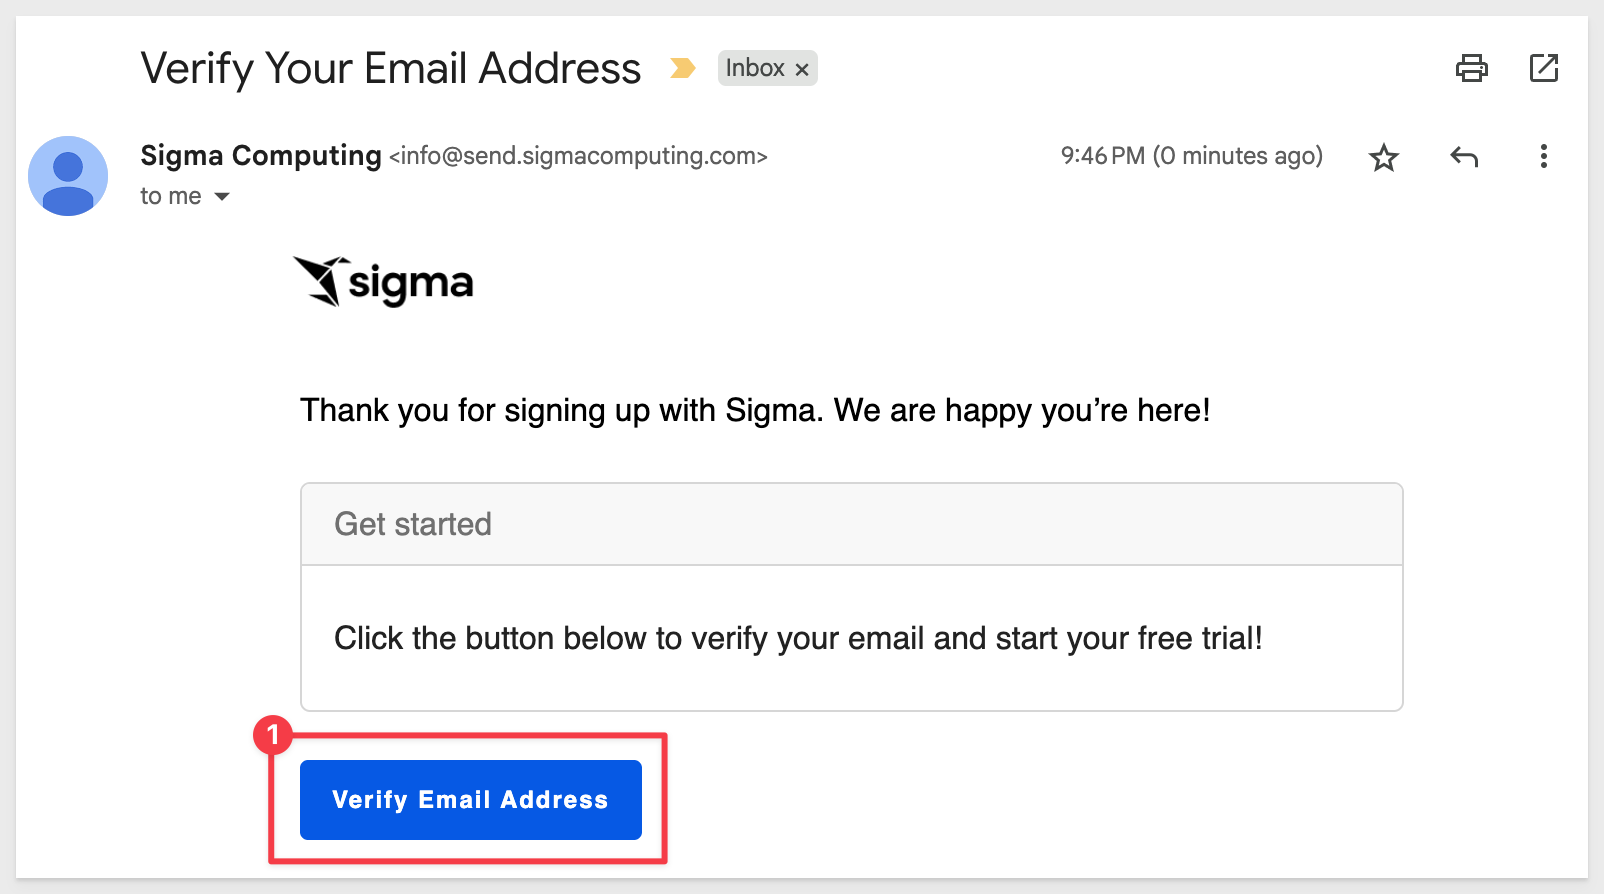 Verify Your Email Address Inbox ×
Sigma Computing <info@send.sigmacomputing.com> 9:46 PM (0 minutes ago)
to me
sigma
Thank you for signing up with Sigma. We are happy you’re here!
Get started
Click the button below to verify your email and start your free trial!
1
Verify Email Address